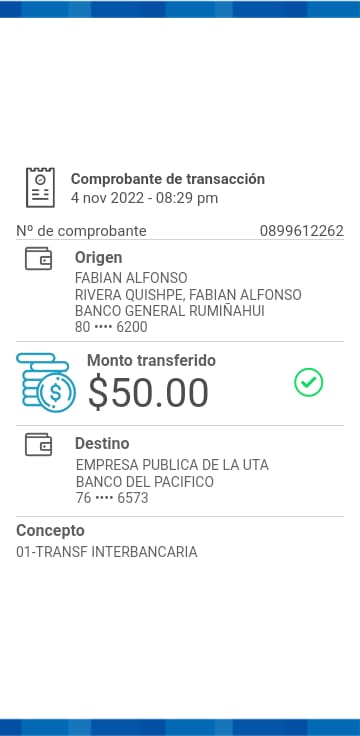 Comprobante de transacción
4 nov 2022 - 08:29 pm
Nº de comprobante 0899612262
Origen
FABIAN ALFONSO
RIVERA QUISHPE, FABIAN ALFONSO
BANCO GENERAL RUMIÑAHUI
80 •••• 6200
Monto transferido
$50.00
Destino
EMPRESA PUBLICA DE LA UTA
BANCO DEL PACIFICO
76 •••• 6573
Concepto
01-TRANSF INTERBANCARIA